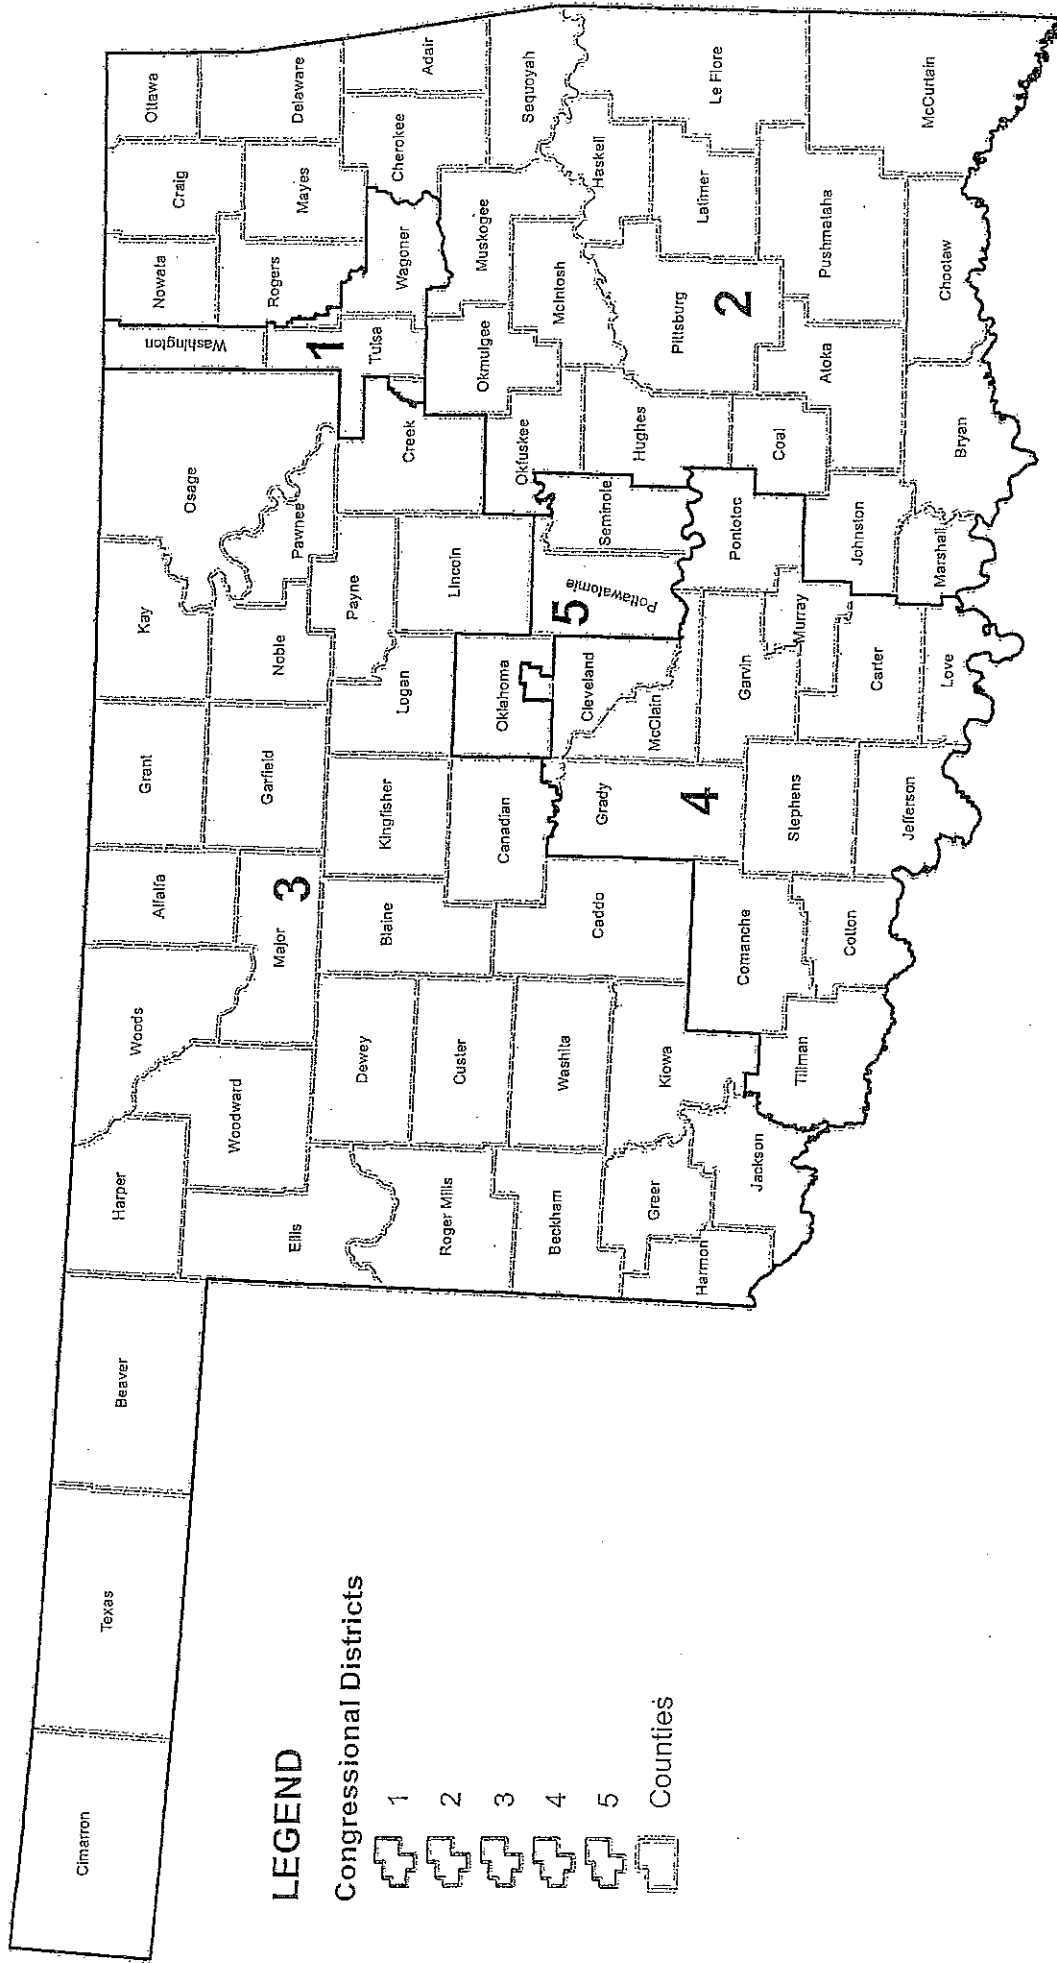 Cimarron
Texas
Beaver
Harper
Woods
Alfalfa
Grant
Kay
Osage
Washington
Nowata
Craig
Ottawa
Ellis
Woodward
Major
Garfield
Noble
Pawnee
Rogers
Mayes
Delaware
3
1
Roger Mills
Dewey
Blaine
Kingfisher
Logan
Payne
Creek
Tulsa
Wagoner
Cherokee
Adair
Custer
Canadian
Oklahoma
Lincoln
Okmulgee
Muskogee
Sequoyah
Beckham
Washita
Caddo
Grady
Cleveland
McClain
Pottawatomie
5
Seminole
Okfuskee
McIntosh
Haskell
Greer
Kiowa
Hughes
Pittsburg
2
Latimer
Le Flore
Harmon
Jackson
Tillman
Comanche
4
Stephens
Garvin
Murray
Pontotoc
Coal
Atoka
Pushmataha
McCurtain
Cotton
Jefferson
Carter
Love
Johnston
Marshall
Bryan
Choctaw
LEGEND
Congressional Districts
1
2
3
4
5
Counties